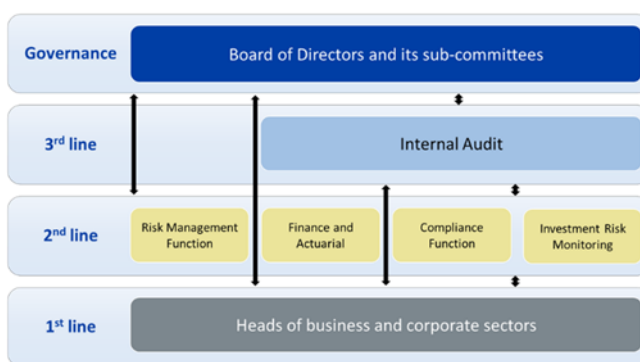 Governance
Board of Directors and its sub-committees
3rd line
Internal Audit
2nd line
Risk Management
Function
Finance and
Actuarial
Compliance
Function
Investment Risk
Monitoring
1st line
Heads of business and corporate sectors